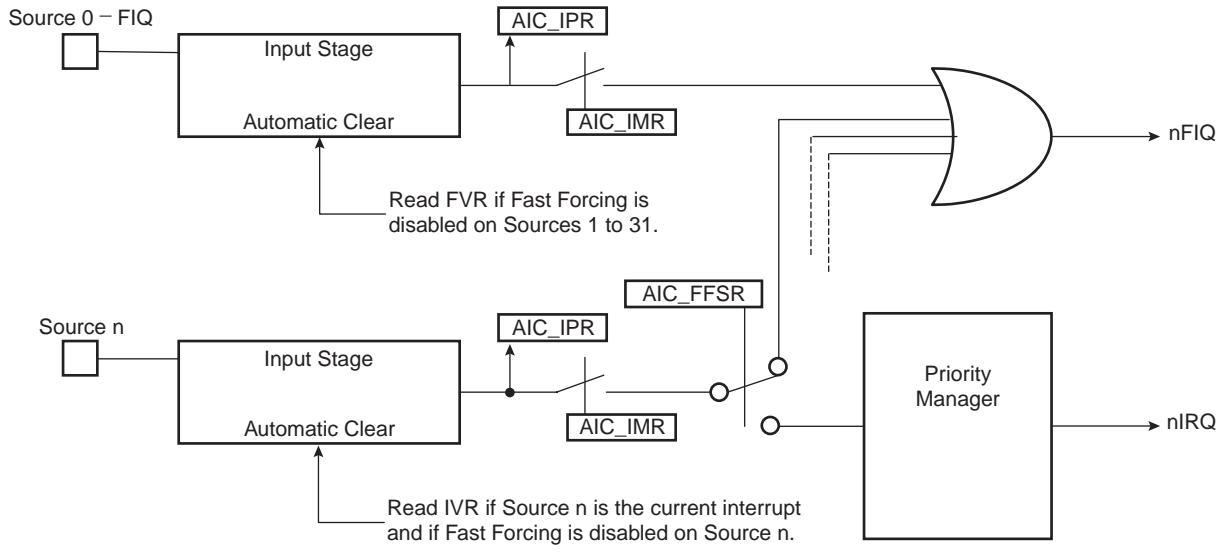 Source 0 – FIQ
AIC_IPR
Input Stage
Automatic Clear
AIC_IMR
nFIQ
Read FVR if Fast Forcing is
disabled on Sources 1 to 31.
AIC_FFSR
Source n
AIC_IPR
Input Stage
Priority
Manager
Automatic Clear
AIC_IMR
nIRQ
Read IVR if Source n is the current interrupt
and if Fast Forcing is disabled on Source n.